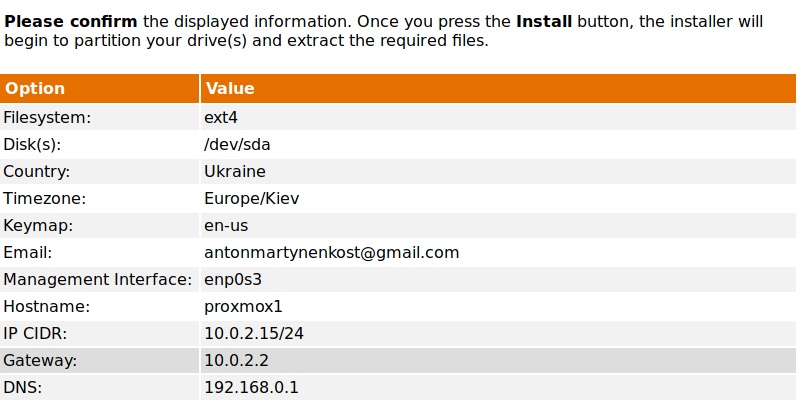 Please confirm the displayed information. Once you press the Install button, the installer will
begin to partition your drive(s) and extract the required files.
Option Value
Filesystem: ext4
Disk(s): /dev/sda
Country: Ukraine
Timezone: Europe/Kiev
Keymap: en-us
Email: antonmartynenkost@gmail.com
Management Interface: enp0s3
Hostname: proxmox1
IP CIDR: 10.0.2.15/24
Gateway: 10.0.2.2
DNS: 192.168.0.1